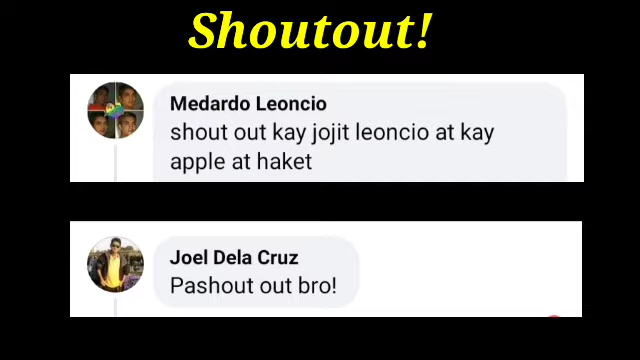 Shoutout!
Medardo Leoncio
shout out kay jojit leoncio at kay
apple at haket
Joel Dela Cruz
Pashout out bro!